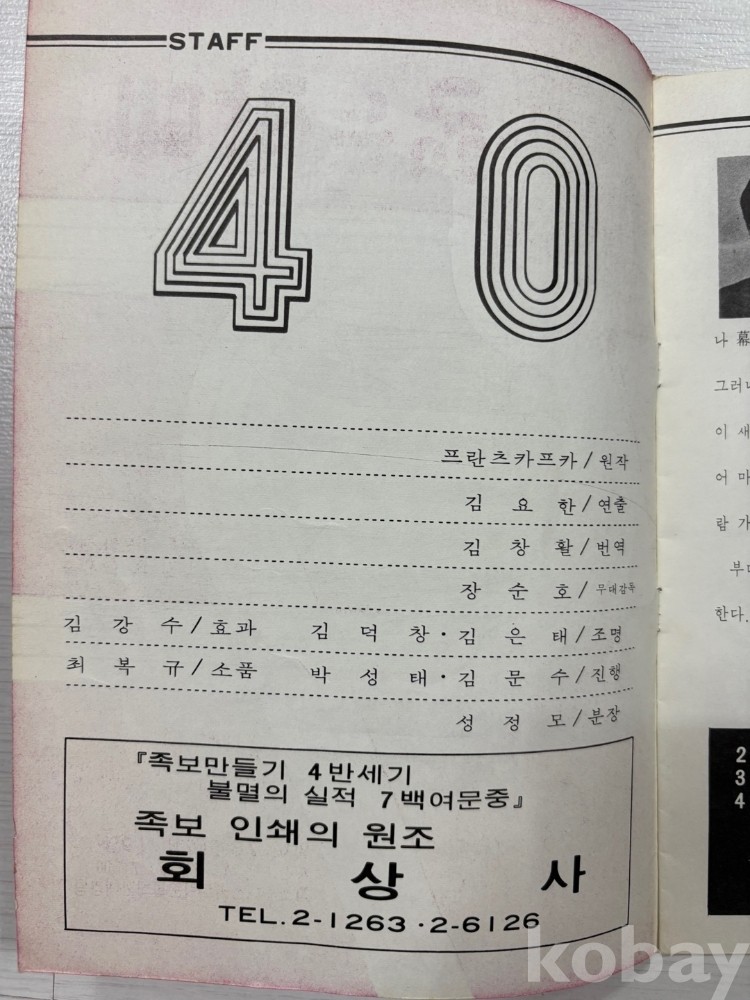 STAFF
4 0
프란츠카프카/원작
김 요 한/연출
김 창 활/번역
장 순 호/무대감독
김 강 수/효과 김 덕 창·김 은 태/조명
최 복 규/소품 박 성 태·김 문 수/진행
성 정 모/분장
『족보만들기 4반세기
불멸의 실적 7백여문중』
족보 인쇄의 원조
회 상 사
TEL.2-1263·2-6126
나 幕
그러나
이 새
어 마
람 가
부디
한다.
2
3
4
kobay